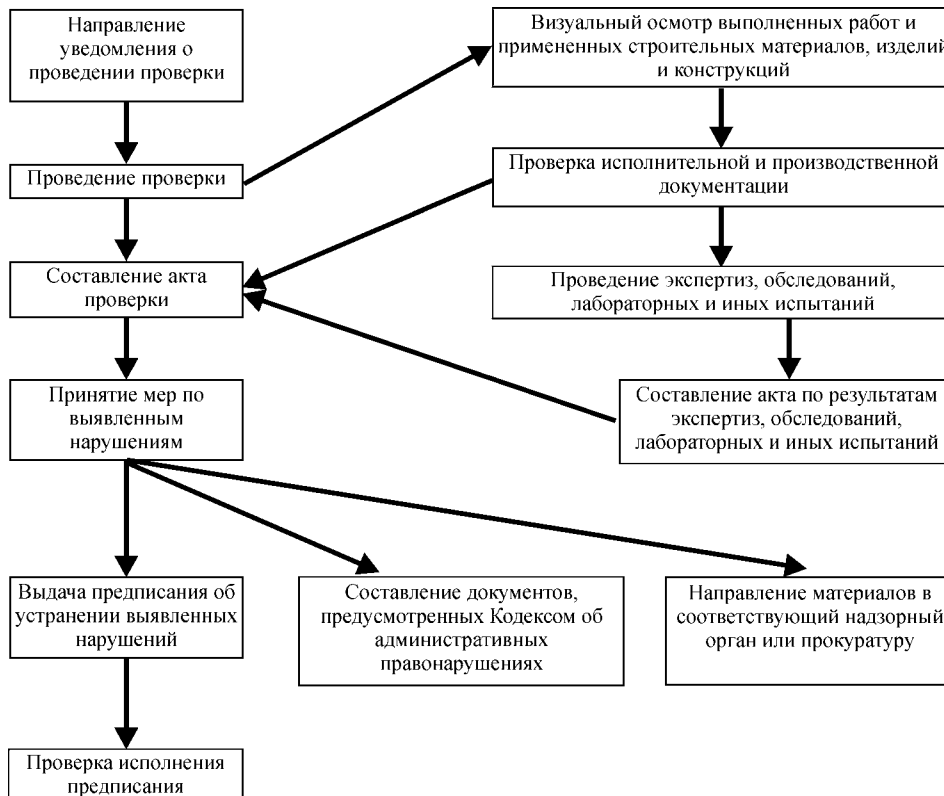 Направление
уведомления о
проведении проверки
Визуальный осмотр выполненных работ и
примененных строительных материалов, изделий
и конструкций
Проведение проверки
Проверка исполнительной и производственной
документации
Составление акта
проверки
Проведение экспертиз, обследований,
лабораторных и иных испытаний
Принятие мер по
выявленным
нарушениям
Составление акта по результатам
экспертиз, обследований,
лабораторных и иных испытаний
Выдача предписания об
устранении выявленных
нарушений
Составление документов,
предусмотренных Кодексом об
административных
правонарушениях
Направление материалов в
соответствующий надзорный
орган или прокуратуру
Проверка исполнения
предписания